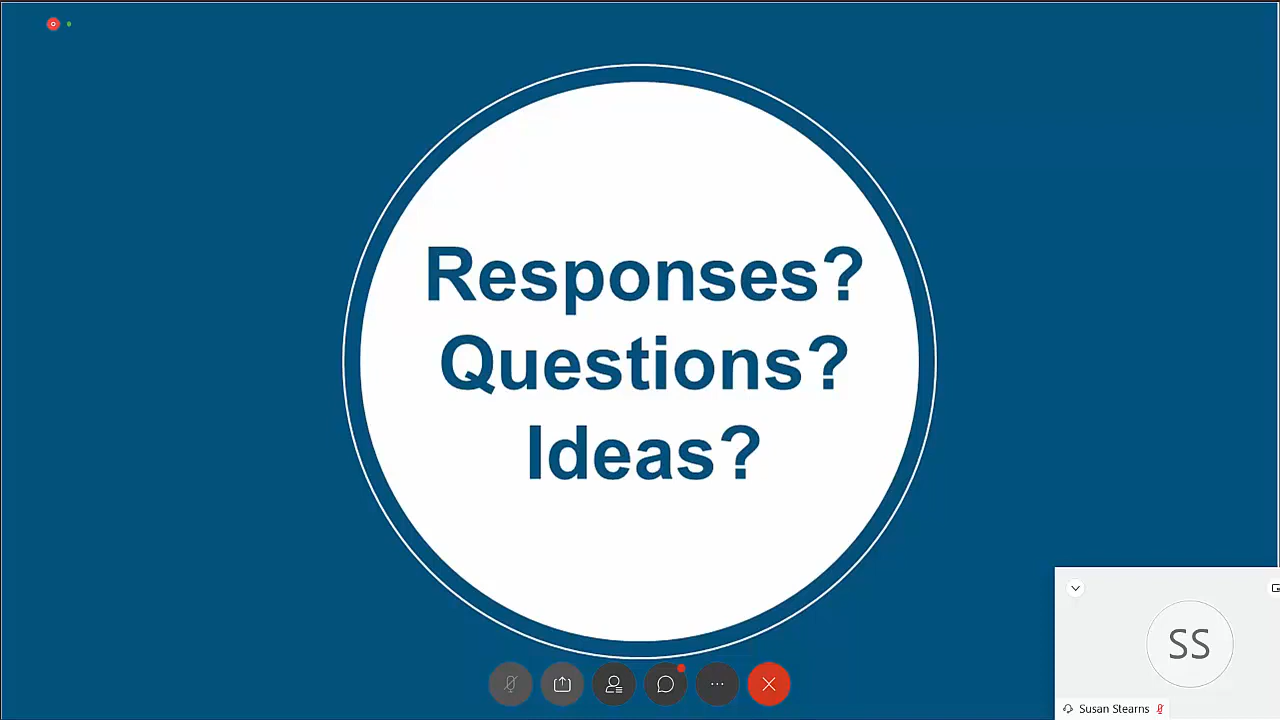 Responses?
Questions?
Ideas?
SS
Susan Stearns